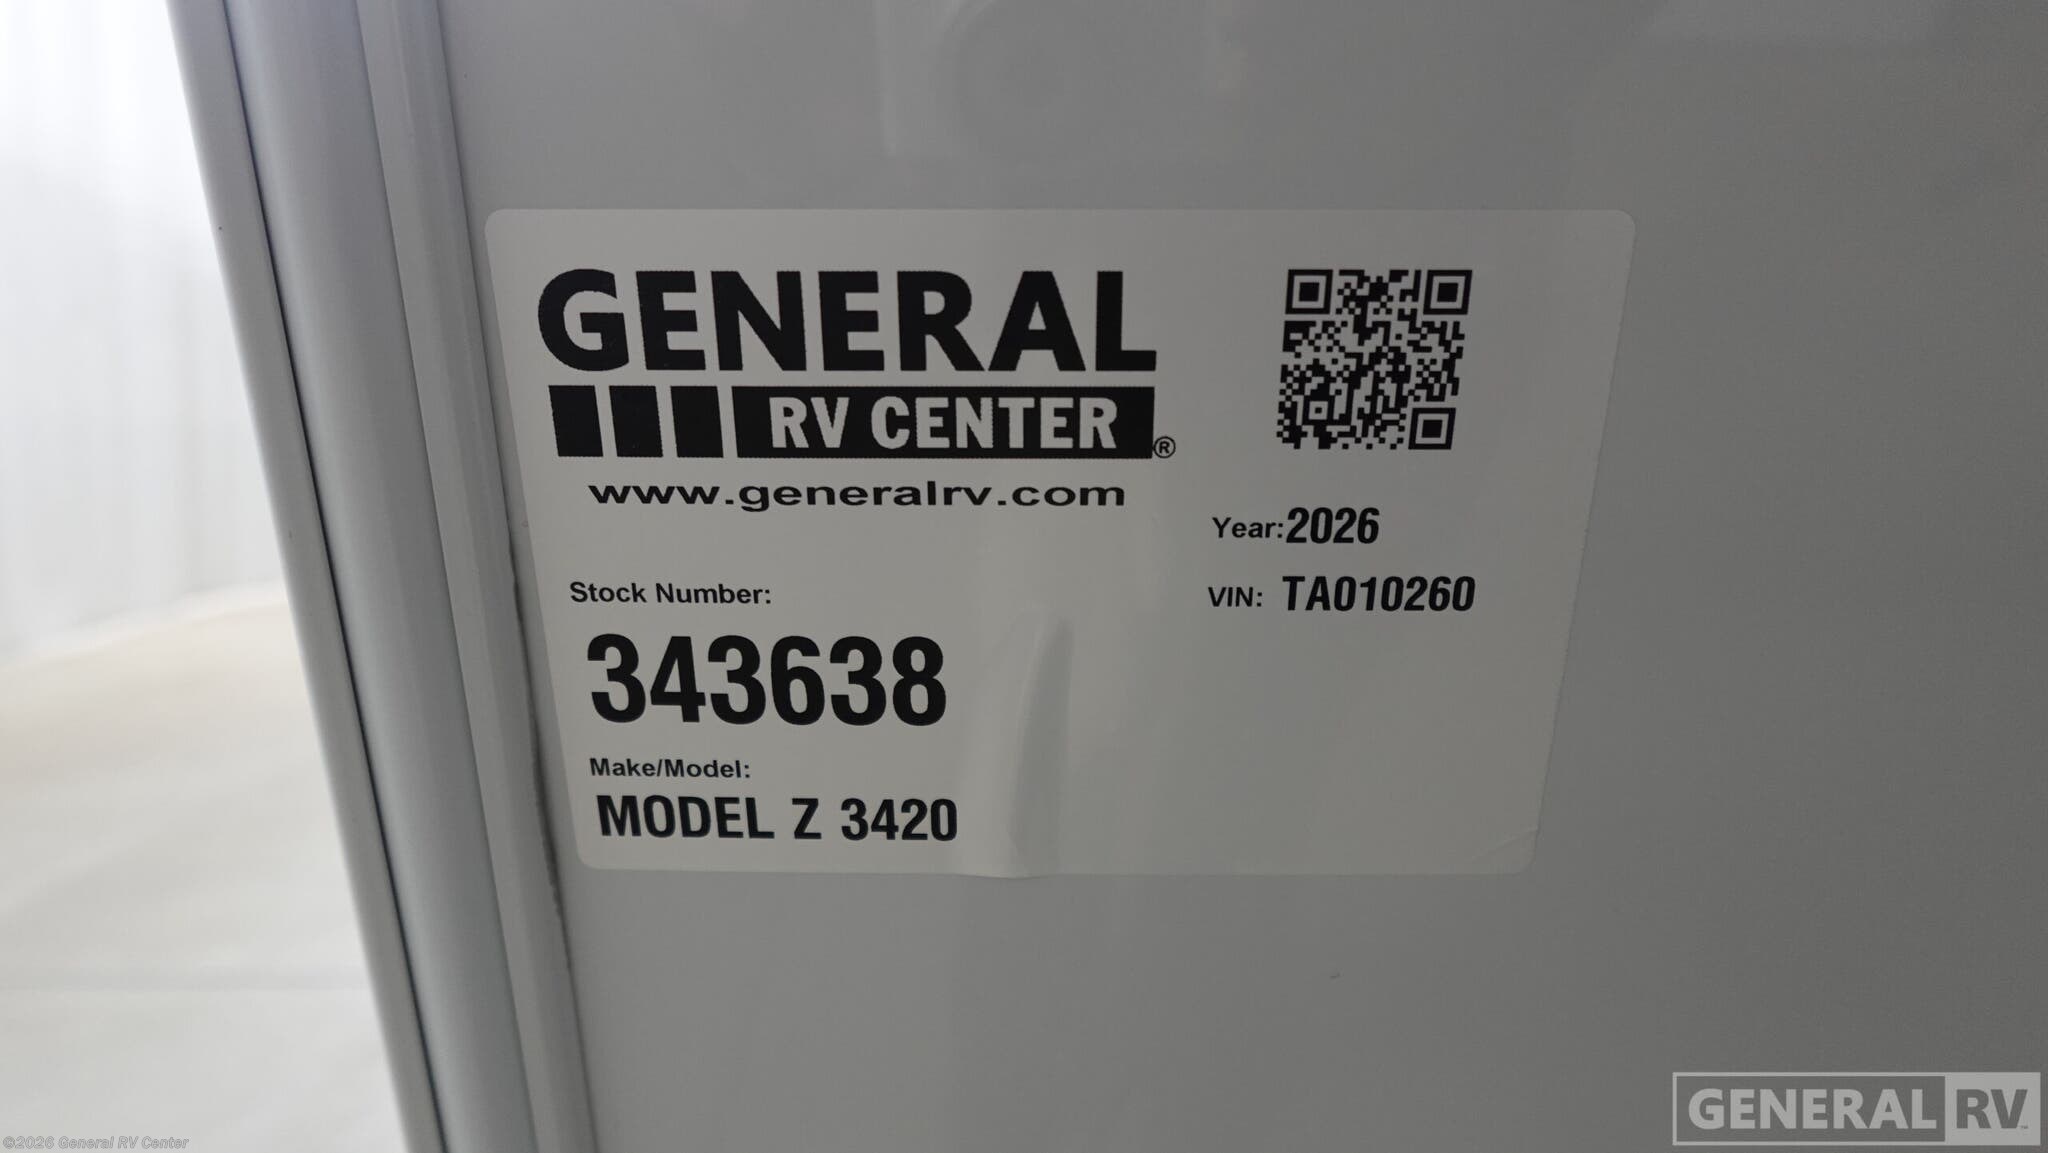 GENERAL
RV CENTER®
www.generalrv.com
Year: 2026
VIN: TA010260
Stock Number:
343638
Make/Model:
MODEL Z 3420
©2026 General RV Center
GENERAL RV™